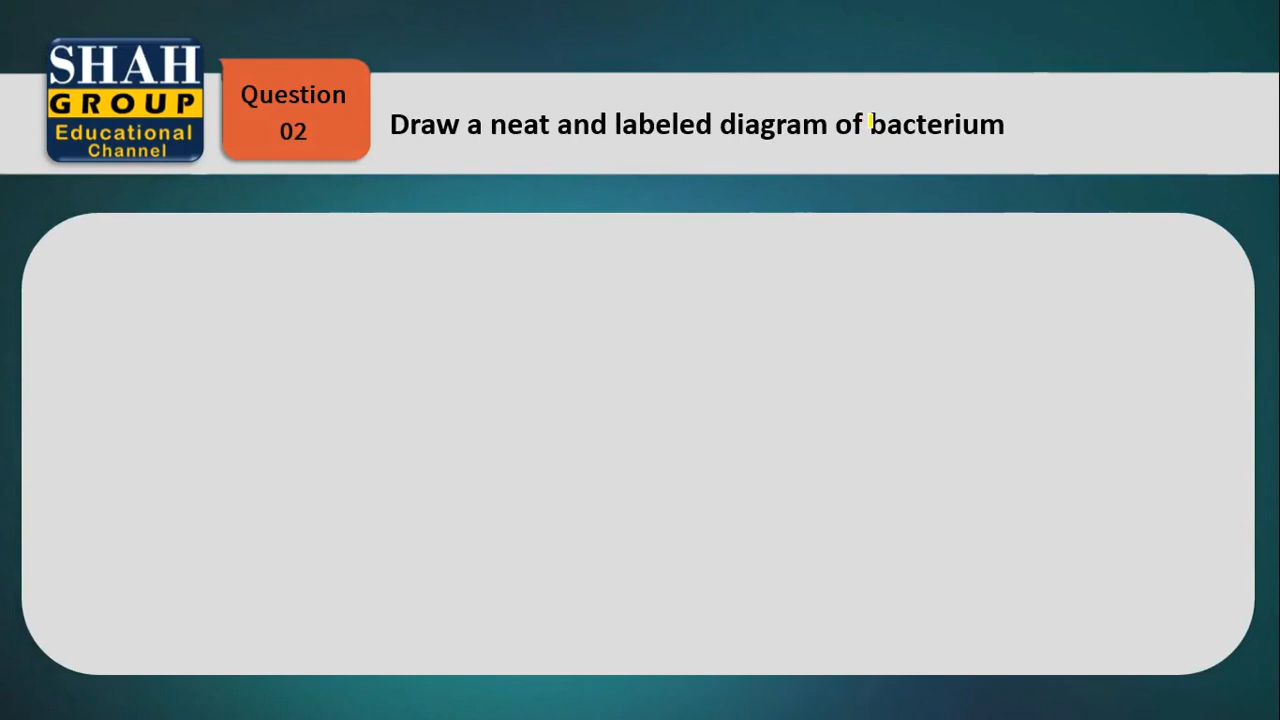 SHAH
GROUP
Educational
Channel
Question
02
Draw a neat and labeled diagram of bacterium